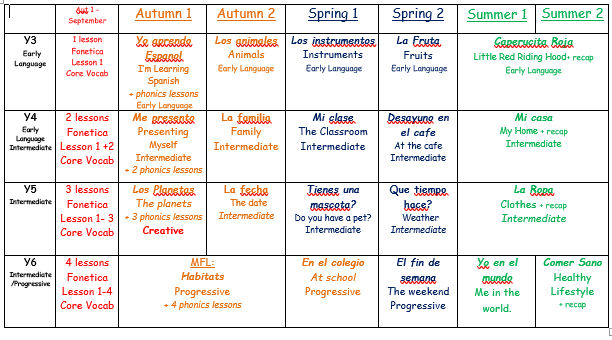 Aut 1 - September
Autumn 1
Autumn 2
Spring 1
Spring 2
Summer 1
Summer 2
Y3
Early
Language
1 lesson
Fonetica
Lesson 1
Core Vocab
Yo aprendo
Espanol
I'm Learning
Spanish
+ phonics lessons
Early Language
Los animales
Animals
Early Language
Los instrumentos
Instruments
Early Language
La Fruta
Fruits
Early Language
Caperucita Roja
Little Red Riding Hood+ recap
Early Language
Y4
Early
Language
Intermediate
2 lessons
Fonetica
Lesson 1 +2
Core Vocab
Me presento
Presenting
Myself
Intermediate
+ 2 phonics lessons
La familia
Family
Intermediate
Mi clase
The Classroom
Intermediate
Desayuno en
el cafe
At the cafe
Intermediate
Mi casa
My Home + recap
Intermediate
Y5
Intermediate
3 lessons
Fonetica
Lesson 1- 3
Core Vocab
Los Planetas
The planets
+ 3 phonics lessons
Creative
La fecha
The date
Intermediate
Tienes una
mascota?
Do you have a pet?
Intermediate
Que tiempo
hace?
Weather
Intermediate
La Ropa
Clothes + recap
Intermediate
Y6
Intermediate
/Progressive
4 lessons
Fonetica
Lesson 1-4
Core Vocab
MFL:
Habitats
Progressive
+ 4 phonics lessons
En el colegio
At school
Progressive
El fin de
semana
The weekend
Progressive
Yo en el
mundo
Me in the
world.
Comer Sano
Healthy
Lifestyle
+ recap